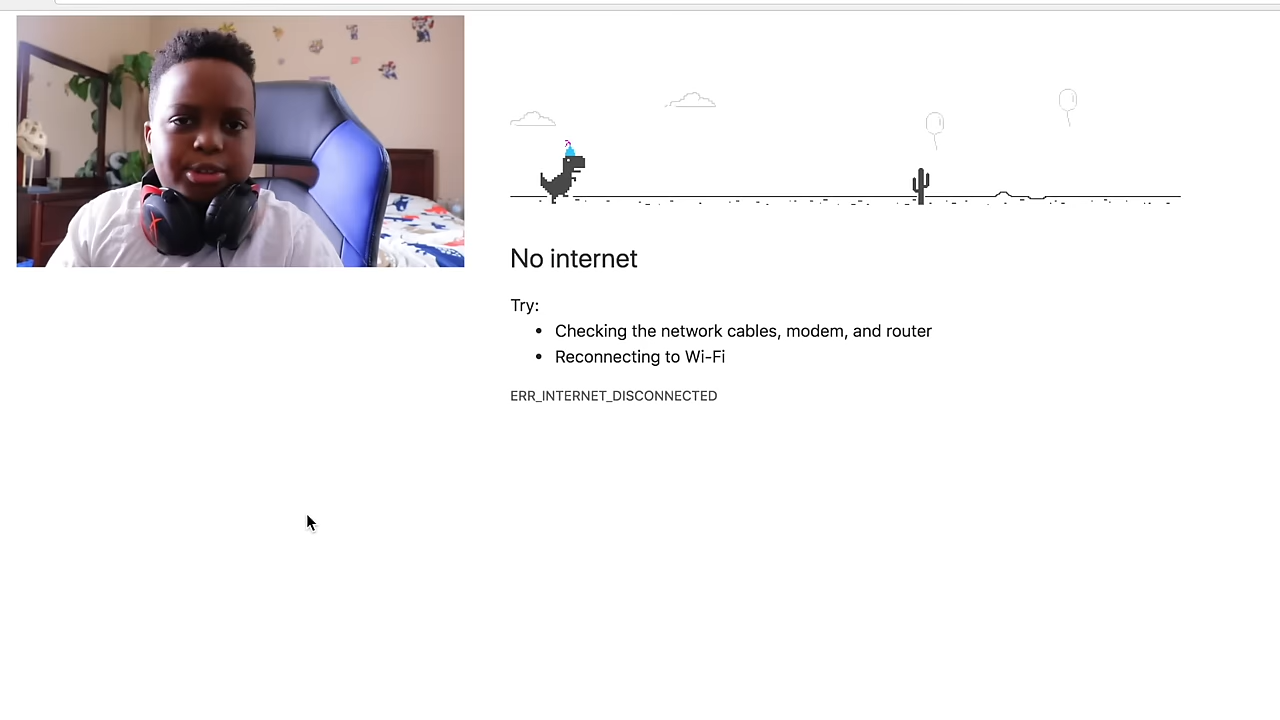 No internet
Try:
Checking the network cables, modem, and router
Reconnecting to Wi-Fi
ERR_INTERNET_DISCONNECTED